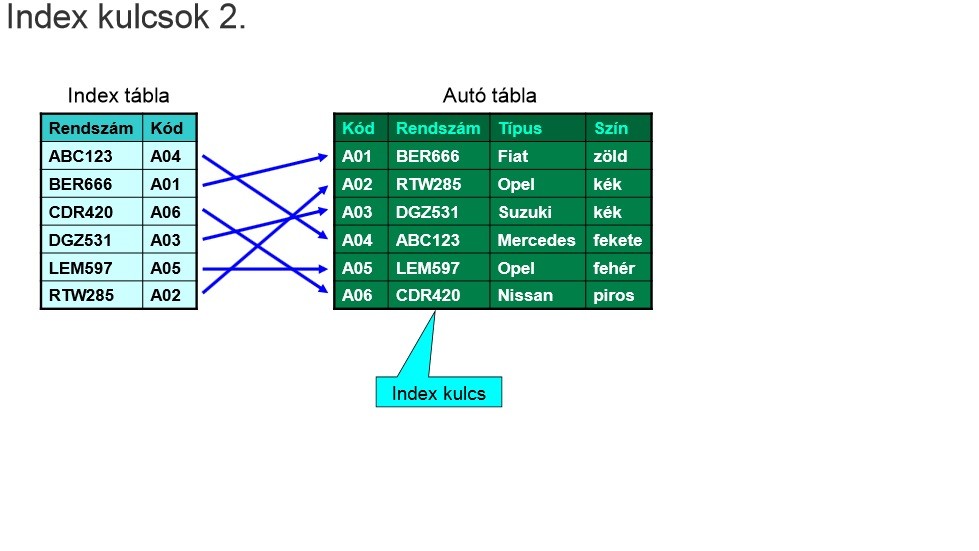 Index kulcsok 2.
Index tábla
Rendszám Kód
ABC123 A04
BER666 A01
CDR420 A06
DGZ531 A03
LEM597 A05
RTW285 A02
Autó tábla
Kód Rendszám Típus Szín
A01 BER666 Fiat zöld
A02 RTW285 Opel kék
A03 DGZ531 Suzuki kék
A04 ABC123 Mercedes fekete
A05 LEM597 Opel fehér
A06 CDR420 Nissan piros
Index kulcs